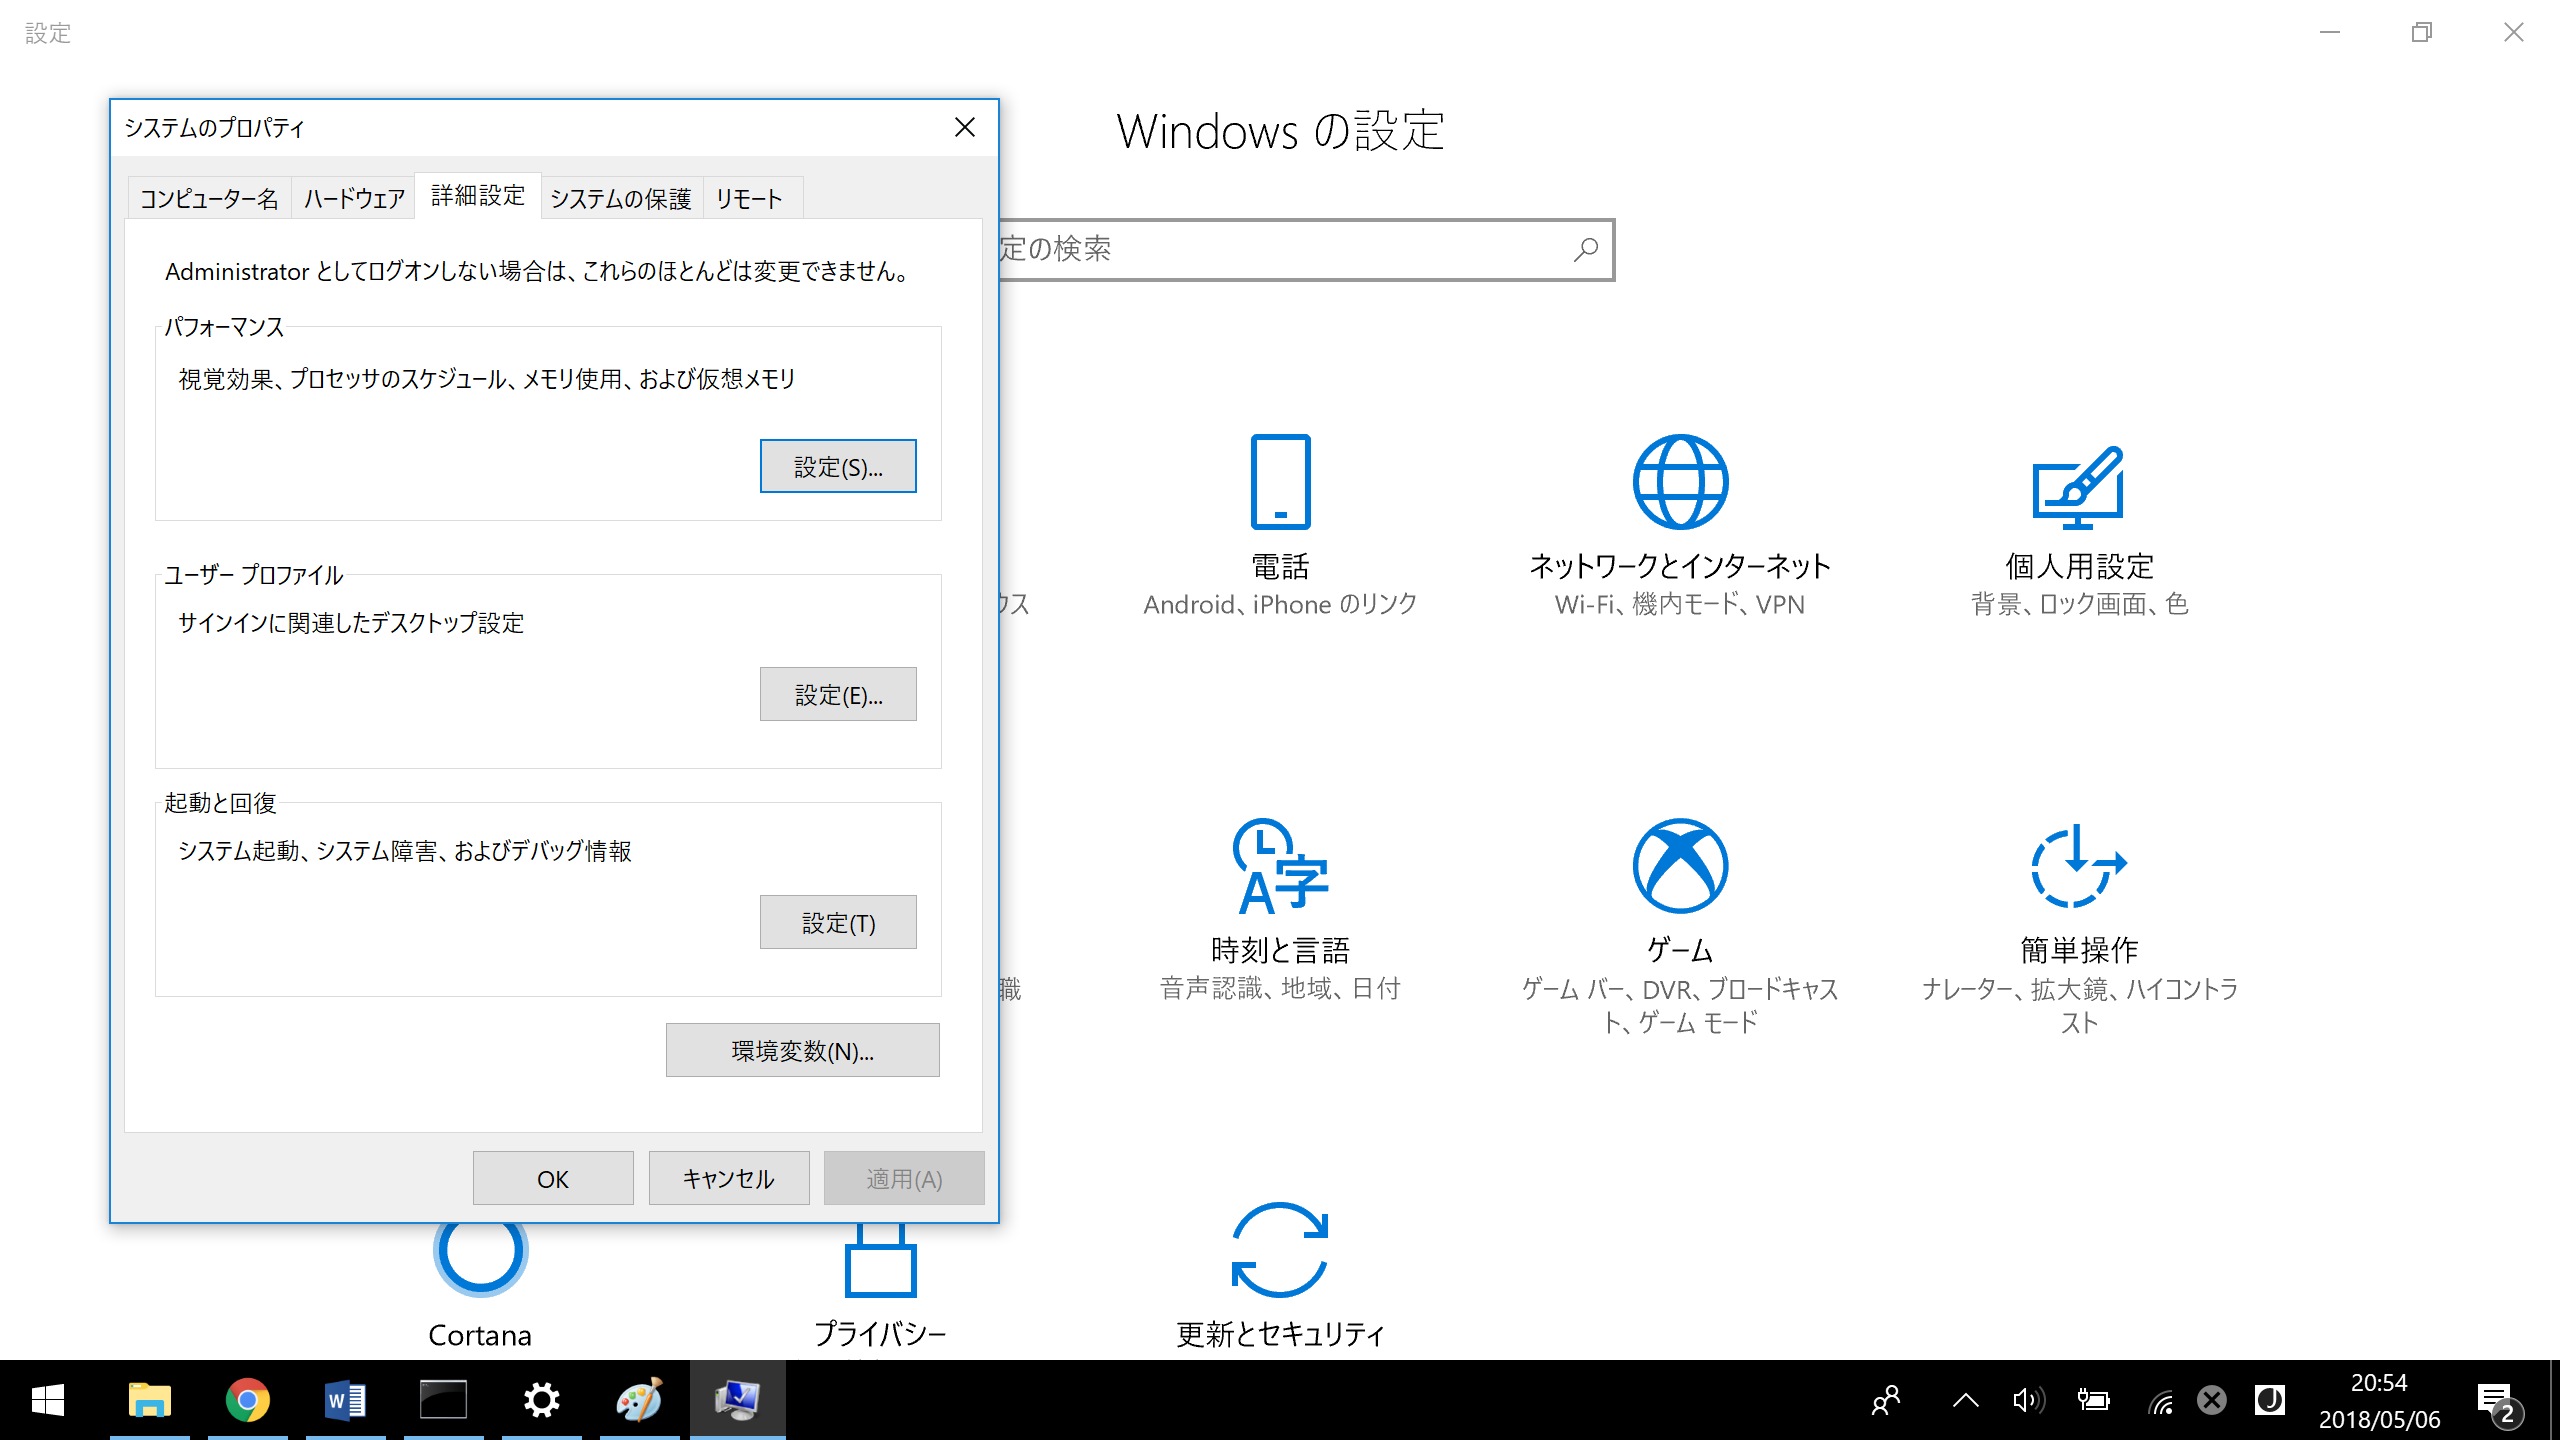 設定
システムのプロパティ
コンピューター名
ハードウェア
詳細設定
システムの保護
リモート
Administrator としてログオンしない場合は、これらのほとんどは変更できません。
パフォーマンス
視覚効果、プロセッサのスケジュール、メモリ使用、および仮想メモリ
設定(S)...
ユーザー プロファイル
サインインに関連したデスクトップ設定
設定(E)...
起動と回復
システム起動、システム障害、およびデバッグ情報
設定(T)
環境変数(N)...
OK
キャンセル
適用(A)
Windows の設定
定の検索
ウス
電話
Android、iPhone のリンク
ネットワークとインターネット
Wi-Fi、機内モード、VPN
個人用設定
背景、ロック画面、色
職
時刻と言語
音声認識、地域、日付
ゲーム
ゲーム バー、DVR、ブロードキャス
ト、ゲーム モード
簡単操作
ナレーター、拡大鏡、ハイコントラ
スト
Cortana
プライバシー
更新とセキュリティ
20:54
2018/05/06
2